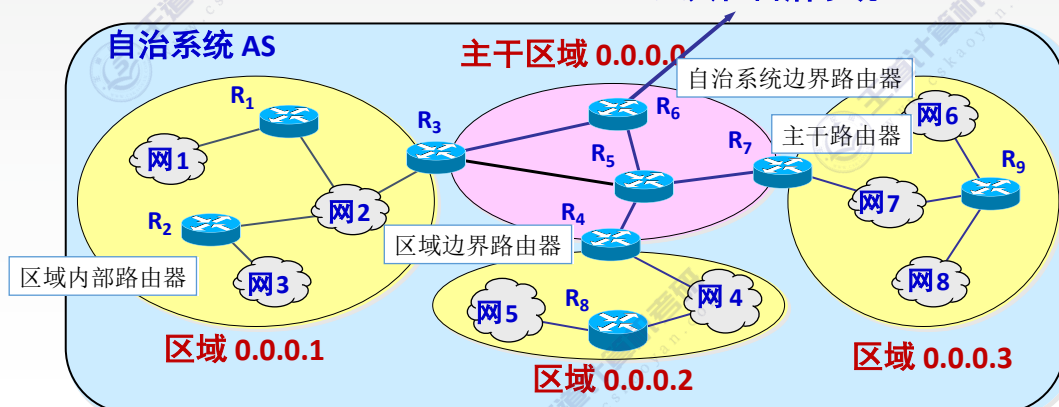 自治系统 AS
主干区域 0.0.0.0
自治系统边界路由器
R1
R3
R6
网6
主干路由器
R7
网1
R5
R9
R2
网2
R4
网7
区域边界路由器
区域内部路由器
网3
网8
网5
R8
网4
区域 0.0.0.1
区域 0.0.0.2
区域 0.0.0.3